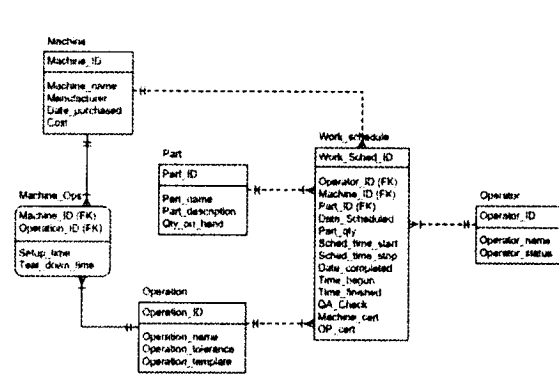 Machine
Machine_ID
Machine_name
Manufacturer
Date_purchased
Cost
Work_schedule
Work_Sched_ID
Operator_ID (FK)
Machine_ID (FK)
Part_ID (FK)
Date_Scheduled
Part_qty
Sched_time_start
Sched_time_stop
Date_completed
Time_begun
Time_finished
QA_Check
Machine_cert
OP_cert
Part
Part_ID
Part_name
Part_description
Qty_on_hand
Operator
Operator_ID
Operator_name
Operator_status
Machine_Ops
Machine_ID (FK)
Operation_ID (FK)
Setup_time
Tear_down_time
Operation
Operation_ID
Operation_name
Operation_tolerance
Operation_template